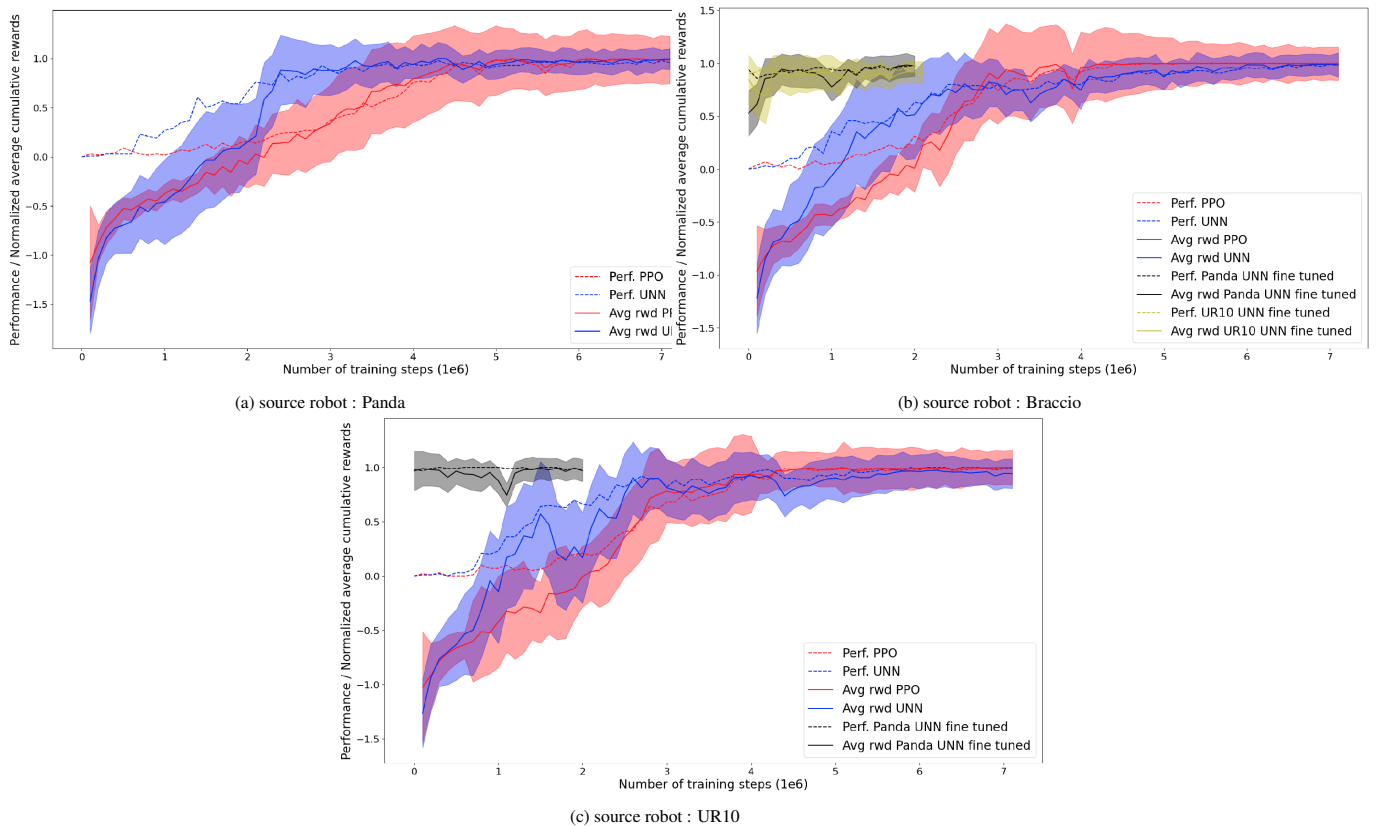 Performance / Normalized average cumulative rewards
1.0
0.5
0.0
−0.5
−1.0
−1.5
0 1 2 3 4 5 6 7
Number of training steps (1e6)
Perf. PPO
Perf. UNN
Avg rwd PP
Avg rwd U
(a) source robot : Panda
Performance / Normalized average cumulative rewards
1.5
1.0
0.5
0.0
−0.5
−1.0
−1.5
0 1 2 3 4 5 6 7
Number of training steps (1e6)
Perf. PPO
Perf. UNN
Avg rwd PPO
Avg rwd UNN
Perf. Panda UNN fine tuned
Avg rwd Panda UNN fine tuned
Perf. UR10 UNN fine tuned
Avg rwd UR10 UNN fine tuned
(b) source robot : Braccio
Performance / Normalized average cumulative rewards
1.0
0.5
0.0
−0.5
−1.0
−1.5
0 1 2 3 4 5 6 7
Number of training steps (1e6)
Perf. PPO
Perf. UNN
Avg rwd PPO
Avg rwd UNN
Perf. Panda UNN fine tuned
Avg rwd Panda UNN fine tuned
(c) source robot : UR10